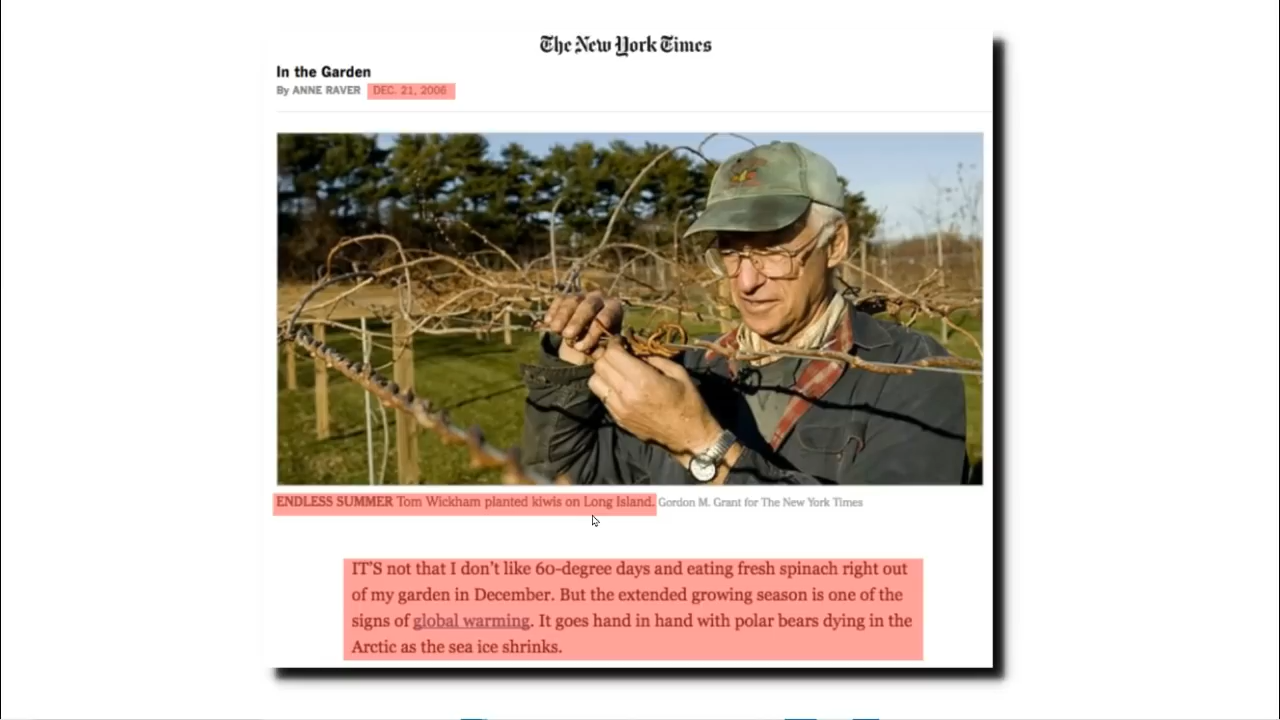 The New York Times
In the Garden
By ANNE RAVER DEC. 21, 2006
ENDLESS SUMMER Tom Wickham planted kiwis on Long Island. Gordon M. Grant for The New York Times
IT'S not that I don't like 60-degree days and eating fresh spinach right out
of my garden in December. But the extended growing season is one of the
signs of global warming. It goes hand in hand with polar bears dying in the
Arctic as the sea ice shrinks.